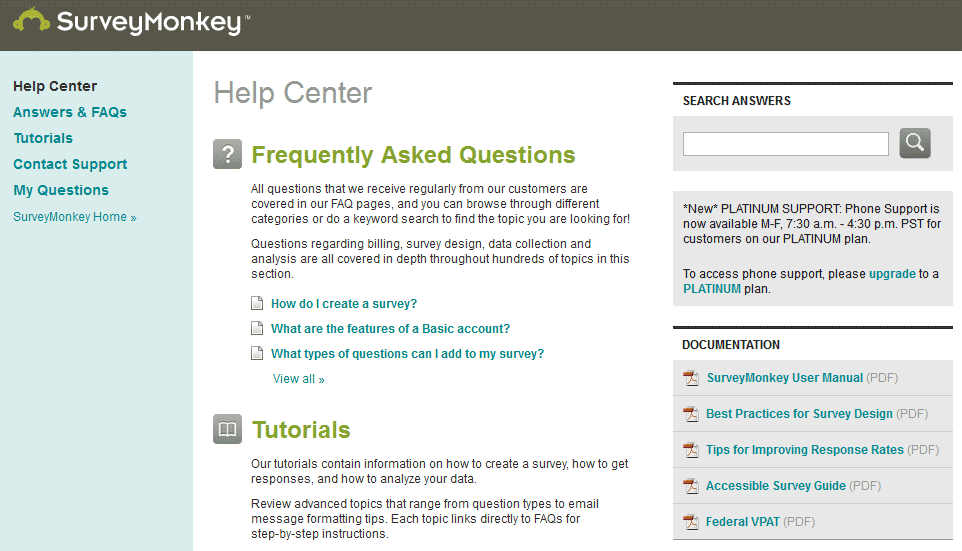 SurveyMonkey™
Help Center
Answers & FAQs
Tutorials
Contact Support
My Questions
SurveyMonkey Home »
Help Center
? Frequently Asked Questions
All questions that we receive regularly from our customers are
covered in our FAQ pages, and you can browse through different
categories or do a keyword search to find the topic you are looking for!
Questions regarding billing, survey design, data collection and
analysis are all covered in depth throughout hundreds of topics in this
section.
How do I create a survey?
What are the features of a Basic account?
What types of questions can I add to my survey?
View all »
Tutorials
Our tutorials contain information on how to create a survey, how to get
responses, and how to analyze your data.
Review advanced topics that range from question types to email
message formatting tips. Each topic links directly to FAQs for
step-by-step instructions.
SEARCH ANSWERS
*New* PLATINUM SUPPORT: Phone Support is
now available M-F, 7:30 a.m. - 4:30 p.m. PST for
customers on our PLATINUM plan.
To access phone support, please upgrade to a
PLATINUM plan.
DOCUMENTATION
SurveyMonkey User Manual (PDF)
Best Practices for Survey Design (PDF)
Tips for Improving Response Rates (PDF)
Accessible Survey Guide (PDF)
Federal VPAT (PDF)